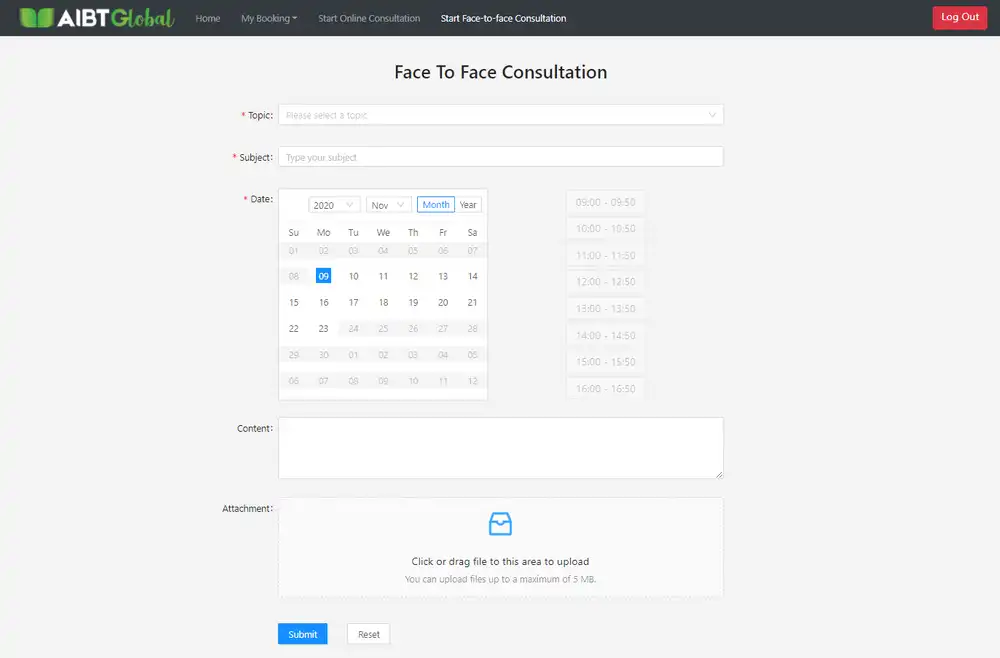 AIBTGlobal Home My Booking Start Online Consultation Start Face-to-face Consultation Log Out
Face To Face Consultation
* Topic: Please select a topic
* Subject: Type your subject
* Date:
2020 Nov Month Year
Su Mo Tu We Th Fr Sa
01 02 03 04 05 06 07
08 09 10 11 12 13 14
15 16 17 18 19 20 21
22 23 24 25 26 27 28
29 30 01 02 03 04 05
06 07 08 09 10 11 12
09:00 - 09:50
10:00 - 10:50
11:00 - 11:50
12:00 - 12:50
13:00 - 13:50
14:00 - 14:50
15:00 - 15:50
16:00 - 16:50
Content:
Attachment:
Click or drag file to this area to upload
You can upload files up to a maximum of 5 MB.
Submit Reset